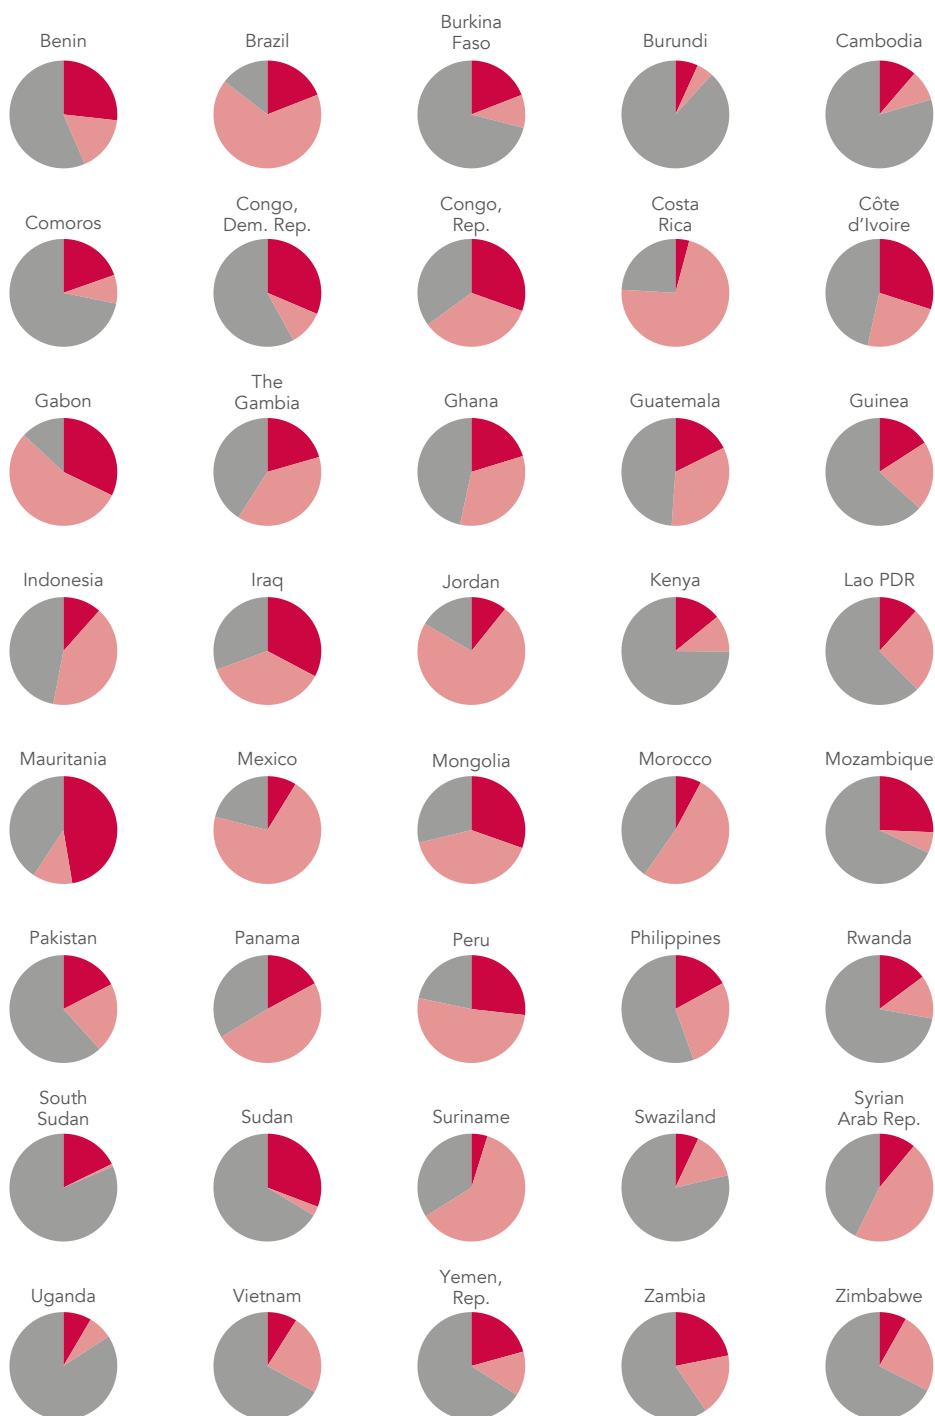 Benin
Brazil
Burkina
Faso
Burundi
Cambodia
Comoros
Congo,
Dem. Rep.
Congo,
Rep.
Costa
Rica
Côte
d'Ivoire
Gabon
The
Gambia
Ghana
Guatemala
Guinea
Indonesia
Iraq
Jordan
Kenya
Lao PDR
Mauritania
Mexico
Mongolia
Morocco
Mozambique
Pakistan
Panama
Peru
Philippines
Rwanda
South
Sudan
Sudan
Suriname
Swaziland
Syrian
Arab Rep.
Uganda
Vietnam
Yemen,
Rep.
Zambia
Zimbabwe